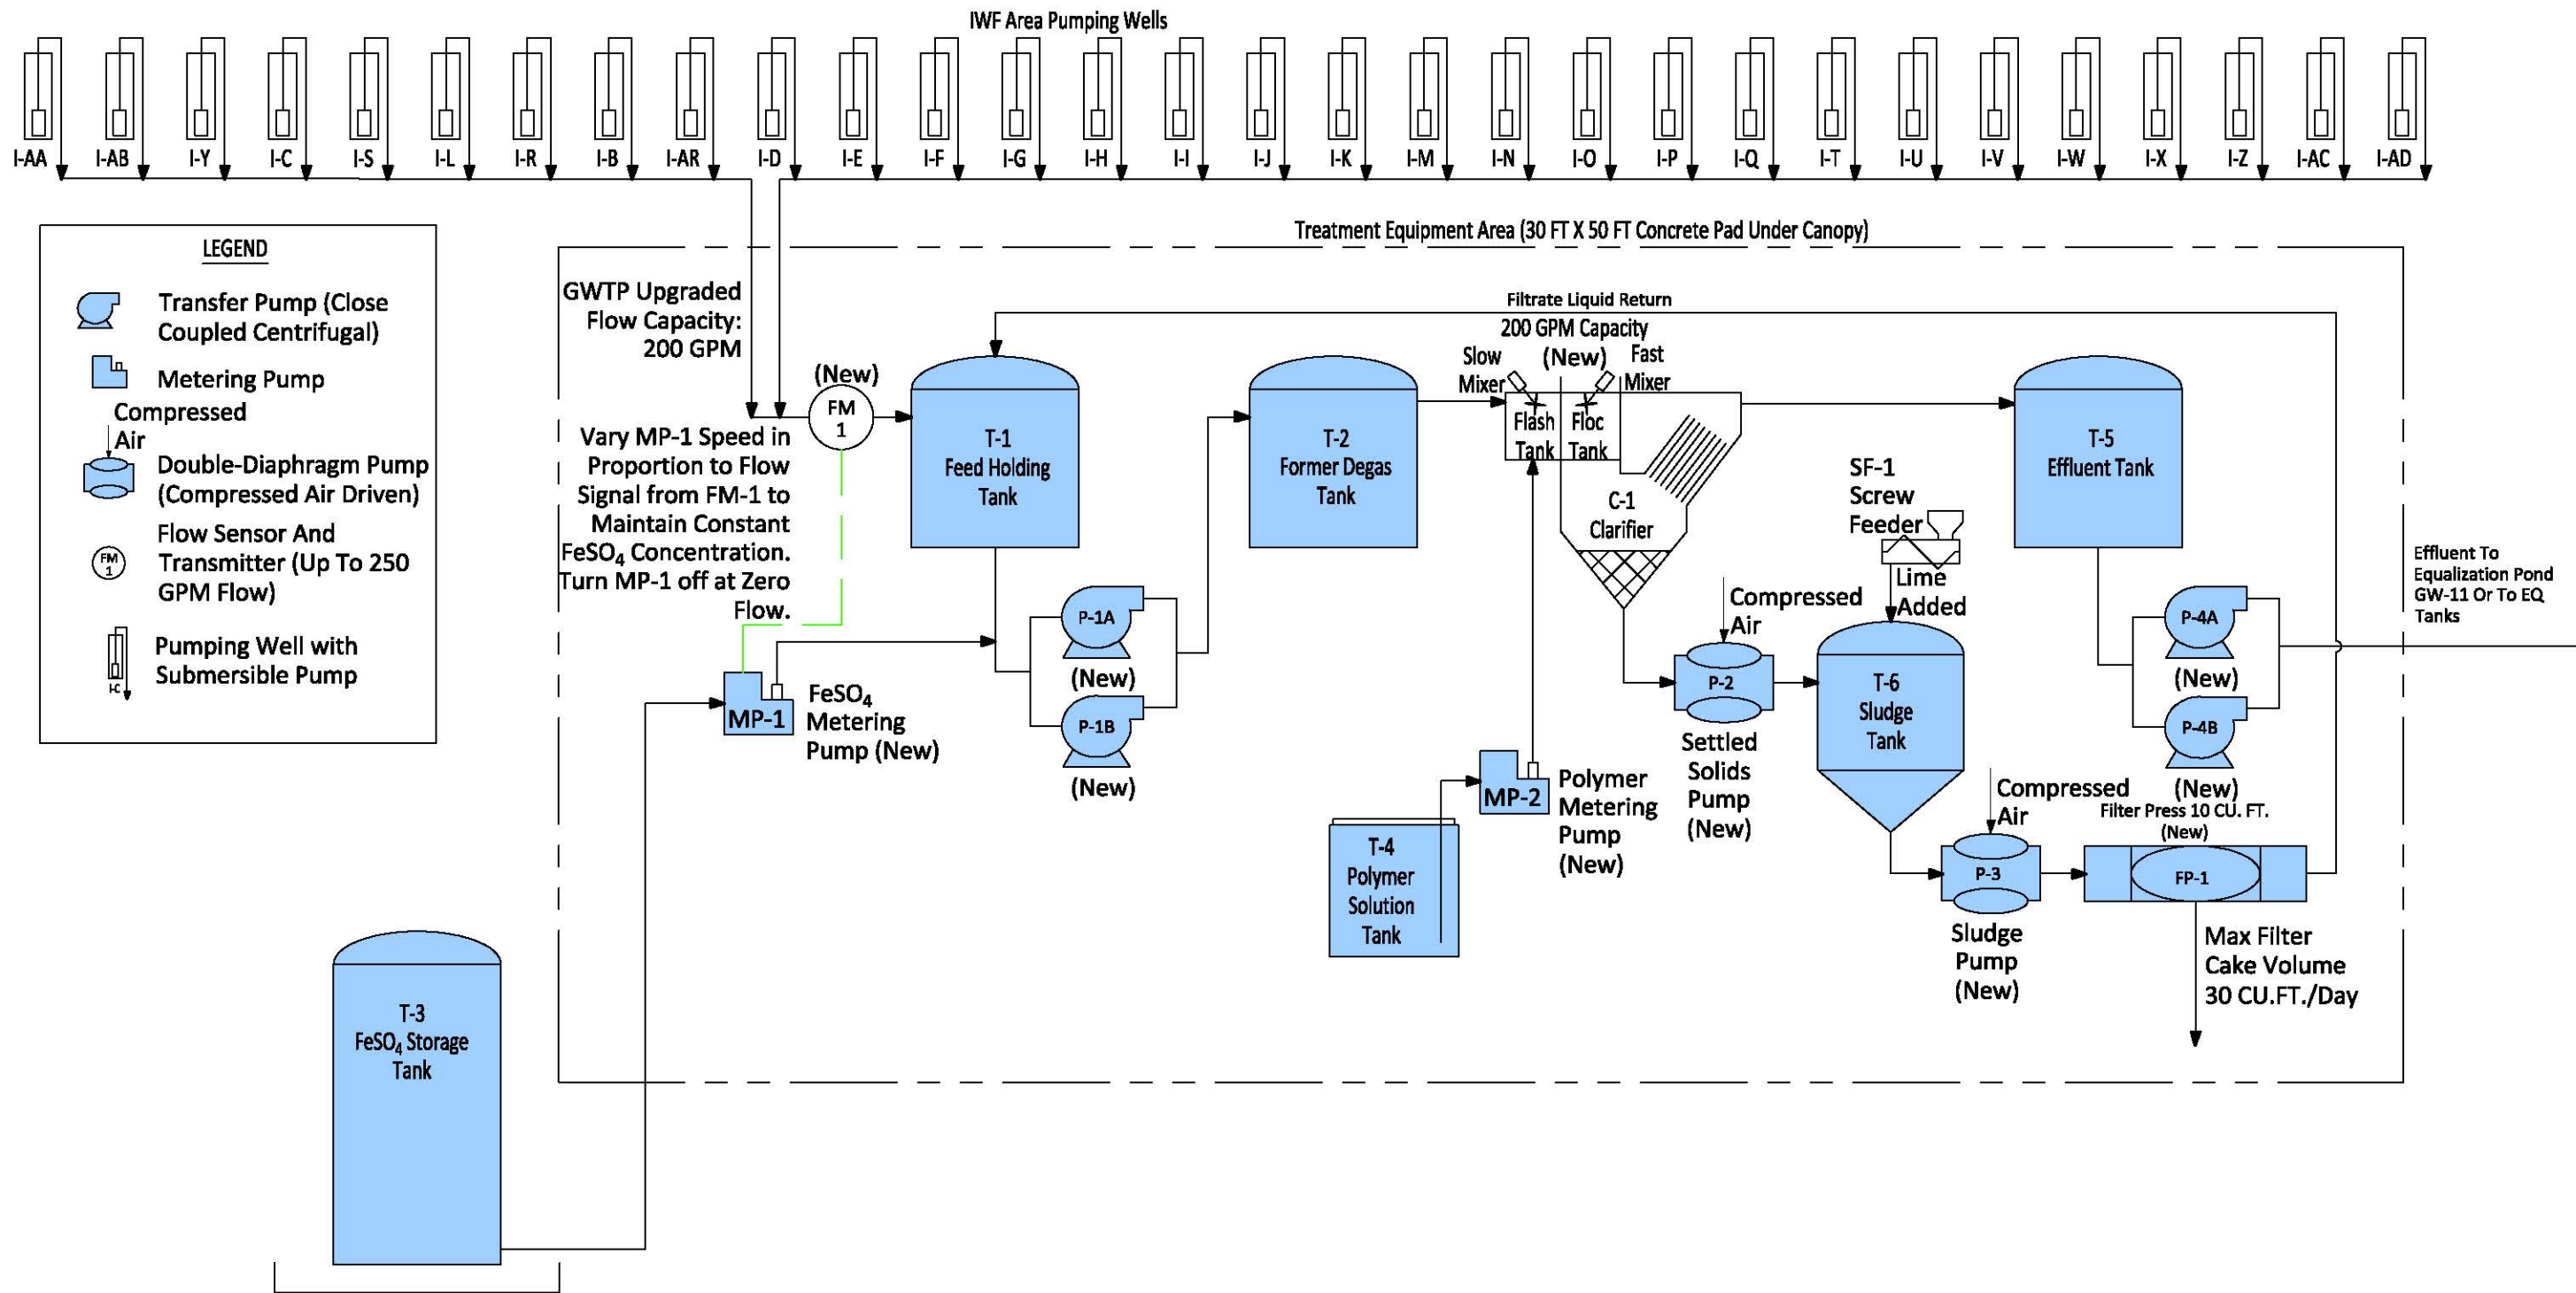 IWF Area Pumping Wells
I-AA I-AB I-Y I-C I-S I-L I-R I-B I-AR I-D I-E I-F I-G I-H I-I I-J I-K I-M I-N I-O I-P I-Q I-T I-U I-V I-W I-X I-Z I-AC I-AD
LEGEND
Transfer Pump (Close
Coupled Centrifugal)
Metering Pump
Compressed
Air
Double-Diaphragm Pump
(Compressed Air Driven)
FM
1
Flow Sensor And
Transmitter (Up To 250
GPM Flow)
I-C
Pumping Well with
Submersible Pump
Treatment Equipment Area (30 FT X 50 FT Concrete Pad Under Canopy)
GWTP Upgraded
Flow Capacity:
200 GPM
(New)
FM
1
Vary MP-1 Speed in
Proportion to Flow
Signal from FM-1 to
Maintain Constant
FeSO₄ Concentration.
Turn MP-1 off at Zero
Flow.
MP-1
FeSO₄
Metering
Pump (New)
T-3
FeSO₄ Storage
Tank
T-1
Feed Holding
Tank
P-1A
(New)
P-1B
(New)
T-2
Former Degas
Tank
Filtrate Liquid Return
200 GPM Capacity
(New)
Slow
Mixer
Fast
Mixer
Flash
Tank
Floc
Tank
C-1
Clarifier
T-4
Polymer
Solution
Tank
MP-2
Polymer
Metering
Pump
(New)
Compressed
Air
P-2
Settled
Solids
Pump
(New)
SF-1
Screw
Feeder
Lime
Added
T-6
Sludge
Tank
Compressed
Air
P-3
Sludge
Pump
(New)
T-5
Effluent Tank
P-4A
(New)
P-4B
(New)
Filter Press 10 CU. FT.
(New)
FP-1
Max Filter
Cake Volume
30 CU.FT./Day
Effluent To
Equalization Pond
GW-11 Or To EQ
Tanks